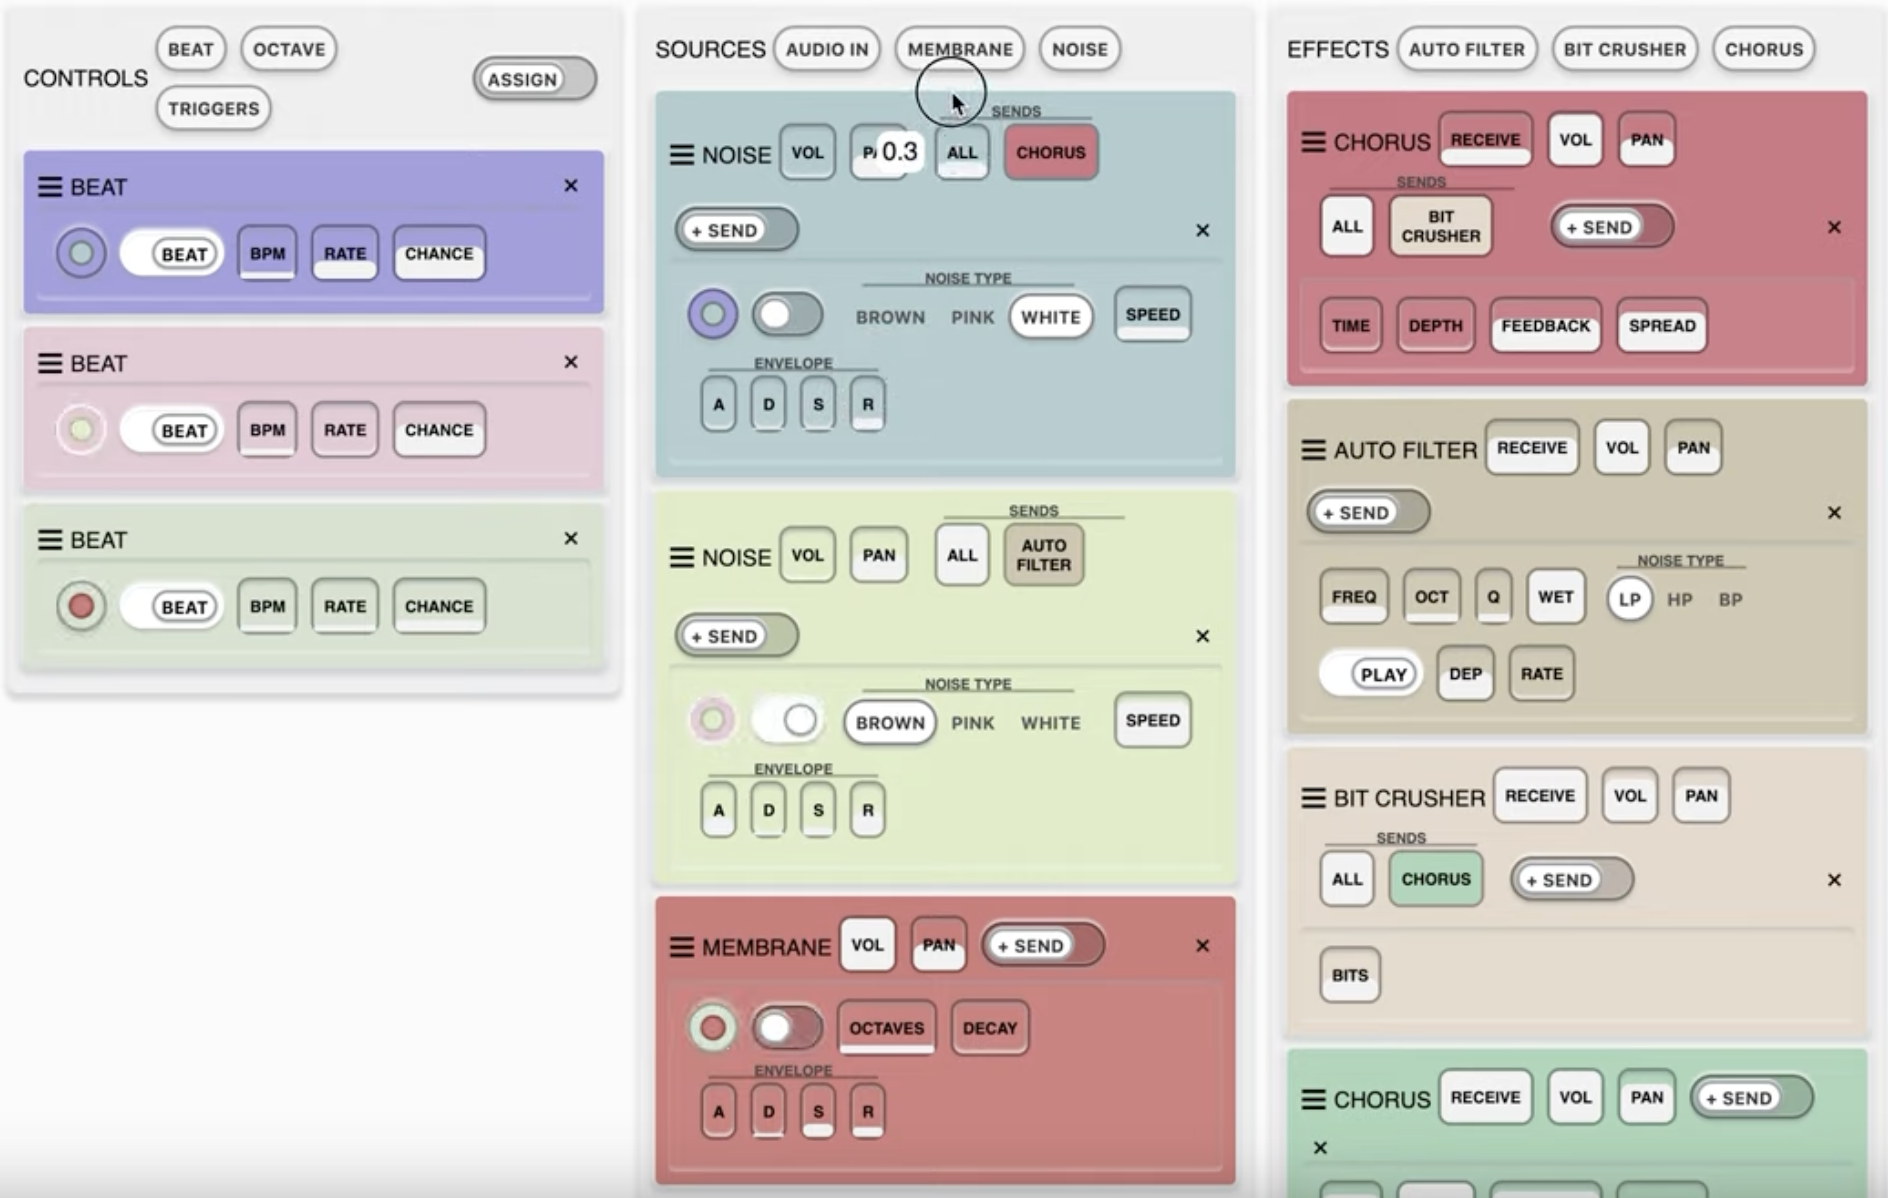 CONTROLS
BEAT
OCTAVE
TRIGGERS
ASSIGN
BEAT
×
BEAT
BPM
RATE
CHANCE
BEAT
×
BEAT
BPM
RATE
CHANCE
BEAT
×
BEAT
BPM
RATE
CHANCE
SOURCES
AUDIO IN
MEMBRANE
NOISE
SENDS
NOISE
VOL
PA
0.3
ALL
CHORUS
+ SEND
×
NOISE TYPE
BROWN
PINK
WHITE
SPEED
ENVELOPE
A
D
S
R
SENDS
NOISE
VOL
PAN
ALL
AUTO
FILTER
+ SEND
×
NOISE TYPE
BROWN
PINK
WHITE
SPEED
ENVELOPE
A
D
S
R
MEMBRANE
VOL
PAN
+ SEND
×
OCTAVES
DECAY
ENVELOPE
A
D
S
R
EFFECTS
AUTO FILTER
BIT CRUSHER
CHORUS
CHORUS
RECEIVE
VOL
PAN
SENDS
ALL
BIT
CRUSHER
+ SEND
×
TIME
DEPTH
FEEDBACK
SPREAD
AUTO FILTER
RECEIVE
VOL
PAN
+ SEND
×
NOISE TYPE
FREQ
OCT
Q
WET
LP
HP
BP
PLAY
DEP
RATE
BIT CRUSHER
RECEIVE
VOL
PAN
SENDS
ALL
CHORUS
+ SEND
×
BITS
CHORUS
RECEIVE
VOL
PAN
+ SEND
×